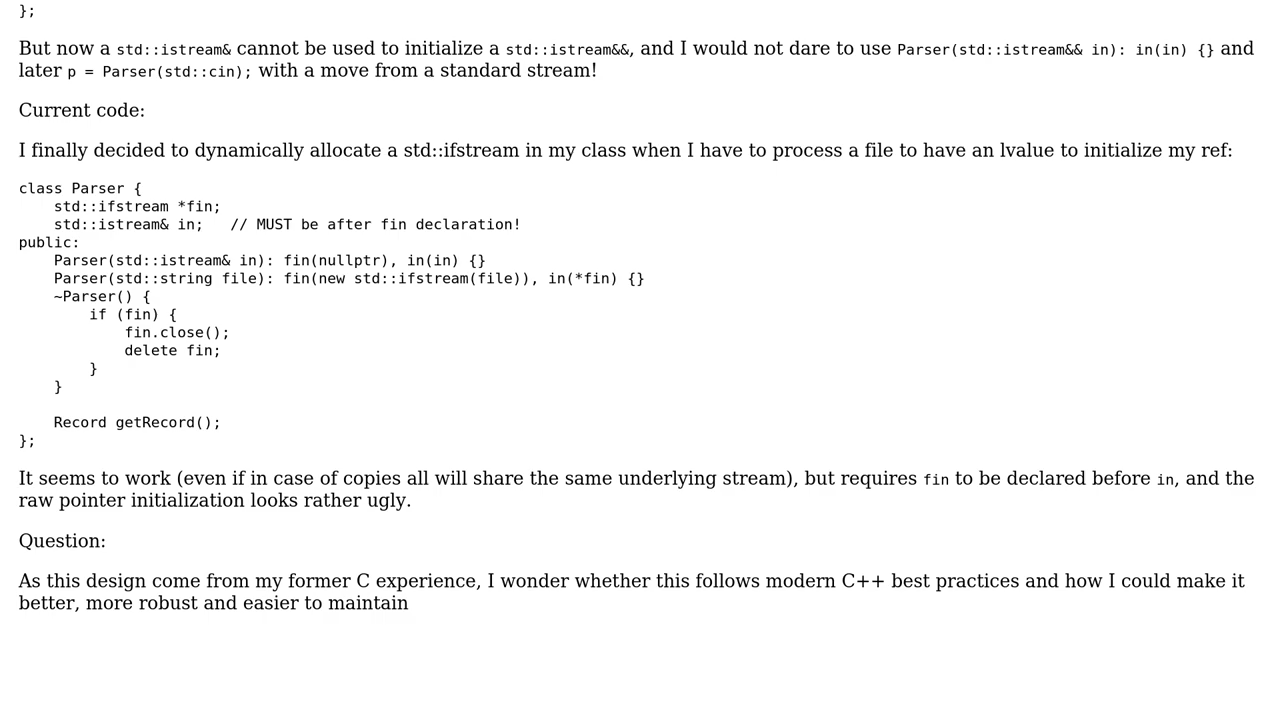 };
But now a std::istream& cannot be used to initialize a std::istream&&, and I would not dare to use Parser(std::istream&& in): in(in) {} and
later p = Parser(std::cin); with a move from a standard stream!
Current code:
I finally decided to dynamically allocate a std::ifstream in my class when I have to process a file to have an lvalue to initialize my ref:
class Parser {
    std::ifstream *fin;
    std::istream& in;   // MUST be after fin declaration!
public:
    Parser(std::istream& in): fin(nullptr), in(in) {}
    Parser(std::string file): fin(new std::ifstream(file)), in(*fin) {}
    ~Parser() {
        if (fin) {
            fin.close();
            delete fin;
        }
    }
    Record getRecord();
};
It seems to work (even if in case of copies all will share the same underlying stream), but requires fin to be declared before in, and the
raw pointer initialization looks rather ugly.
Question:
As this design come from my former C experience, I wonder whether this follows modern C++ best practices and how I could make it
better, more robust and easier to maintain